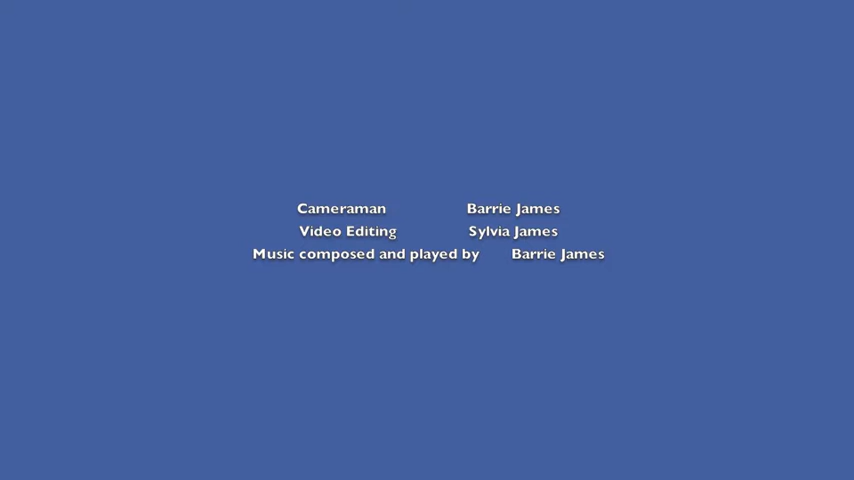 Cameraman Barrie James
Video Editing Sylvia James
Music composed and played by Barrie James